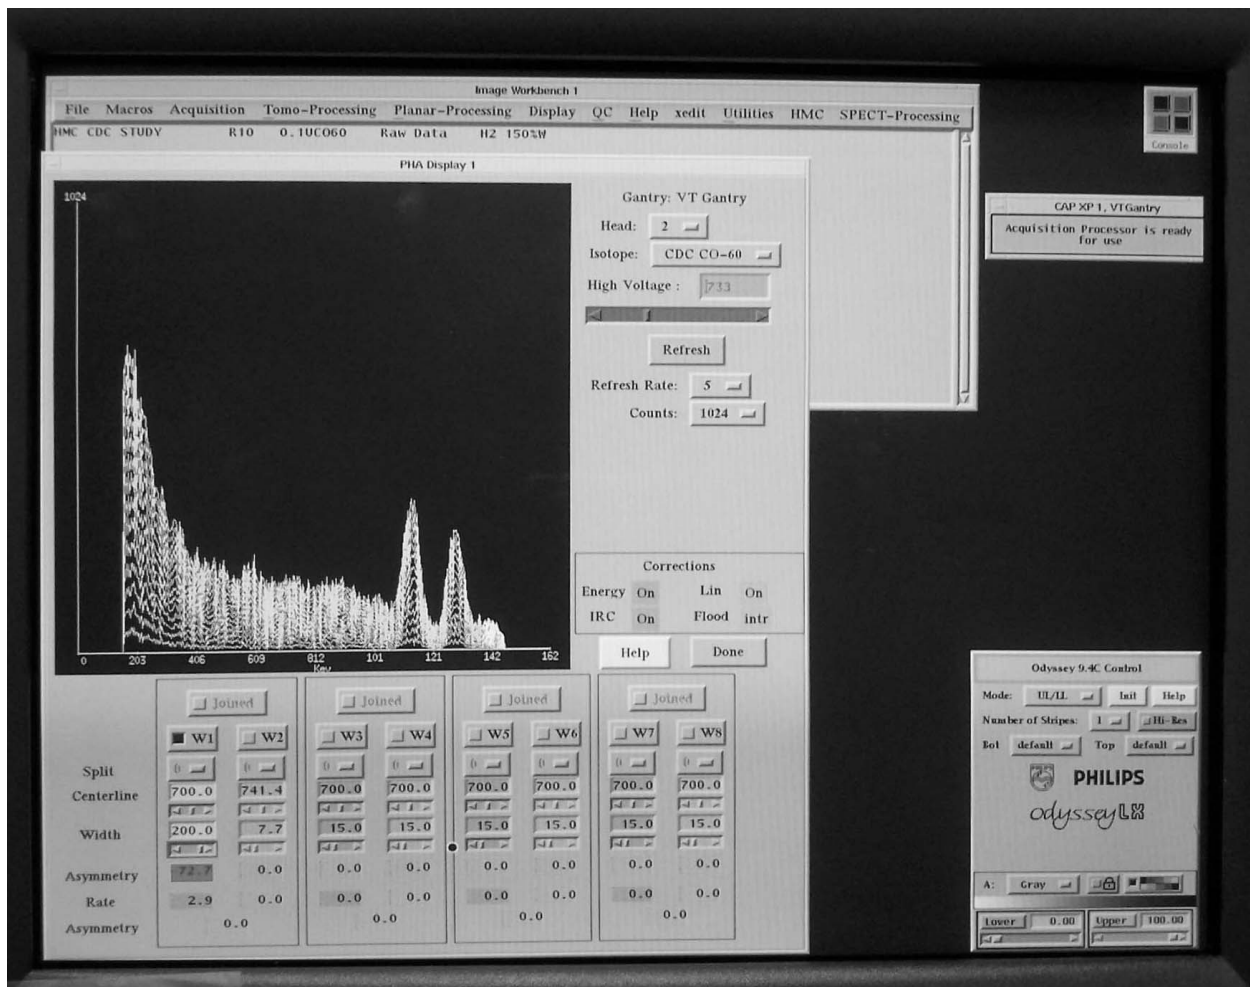 Image Workbench 1
File Macros Acquisition Tomo-Processing Planar-Processing Display QC Help xedit Utilities HMC SPECT-Processing
HMC CDC STUDY R10 0.1UCO60 Raw Data H2 150%W
Console
PHA Display 1
1024
Gantry: VT Gantry
Head: 2
Isotope: CDC CO-60
High Voltage : 733
Refresh
Refresh Rate: 5
Counts: 1024
CAP XP 1, VTGantry
Acquisition Processor is ready
for use
Corrections
Energy On Lin On
IRC On Flood intr
Help Done
0 203 406 609 812 101 121 142 162
Kev
Joined Joined Joined Joined
W1 W2 W3 W4 W5 W6 W7 W8
Split
Centerline 700.0 741.4 700.0 700.0 700.0 700.0 700.0 700.0
Width 200.0 7.7 15.0 15.0 15.0 15.0 15.0 15.0
Asymmetry 72.7 0.0 0.0 0.0 0.0 0.0 0.0 0.0
Rate 2.9 0.0 0.0 0.0 0.0 0.0 0.0 0.0
Asymmetry 0.0 0.0 0.0 0.0
Odyssey 9.4C Control
Mode: UL/LL Init Help
Number of Stripes: 1 Hi-Res
Bot default Top default
PHILIPS
odyssey LX
A: Gray
Lower 0.00 Upper 100.00